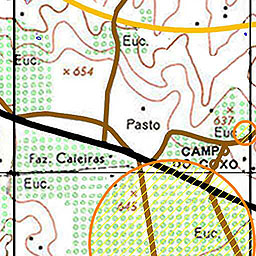 Euc.
Euc.
× 654
× 637
Pasto
Euc.
CAMPO
DO COXO
Faz. Caieiras
Euc.
× 645
Euc.